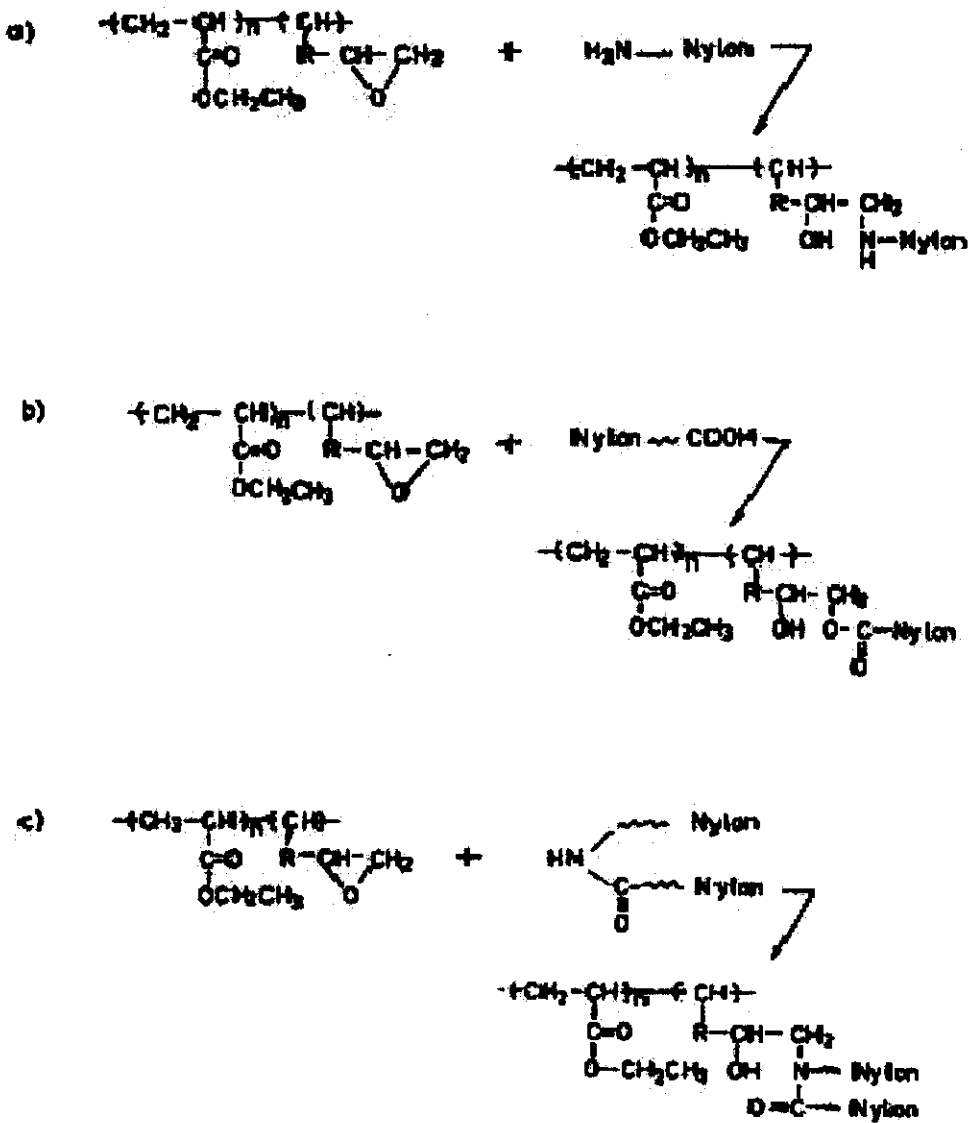 a) -(CH2-CH)n-(CH)-
C=O R-CH-CH2 + H2N-Nylon
OCH2CH3 O
-(CH2-CH)n-(CH)-
C=O R-CH-CH2
OCH2CH3 OH N-Nylon
H
b) -(CH2-CH)n-(CH)-
C=O R-CH-CH2 + Nylon~COOH
OCH2CH3 O
-(CH2-CH)n-(CH)-
C=O R-CH-CH2
OCH2CH3 OH O-C-Nylon
O
c) -(CH3-CH)n-(CH)-
C=O R-CH-CH2 + HN
OCH2CH3 O
Nylon
C~Nylon
O
-(CH2-CH)n-(CH)-
C=O R-CH-CH2
O-CH2CH3 OH N-Nylon
O=C-Nylon